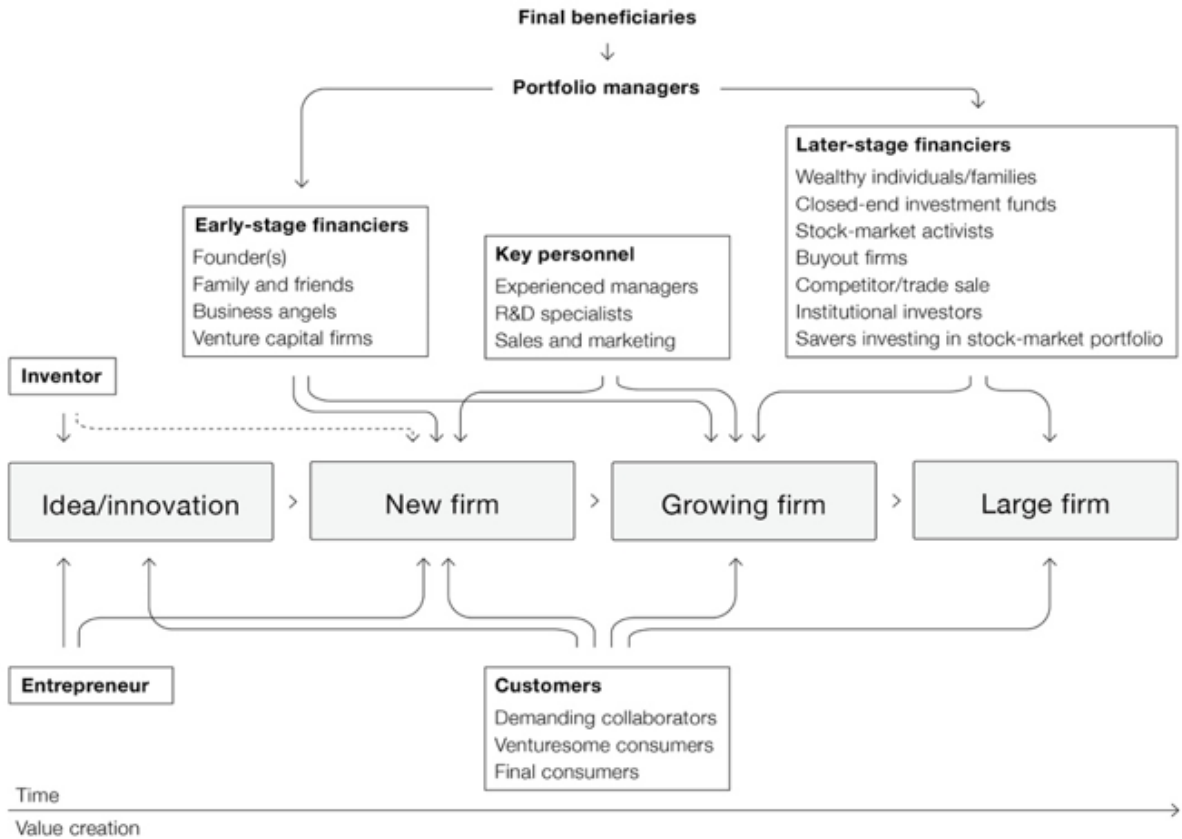 Final beneficiaries
Portfolio managers
Later-stage financiers
Wealthy individuals/families
Closed-end investment funds
Stock-market activists
Buyout firms
Competitor/trade sale
Institutional investors
Savers investing in stock-market portfolio
Early-stage financiers
Founder(s)
Family and friends
Business angels
Venture capital firms
Key personnel
Experienced managers
R&D specialists
Sales and marketing
Inventor
Idea/innovation
New firm
Growing firm
Large firm
Entrepreneur
Customers
Demanding collaborators
Venturesome consumers
Final consumers
Time
Value creation